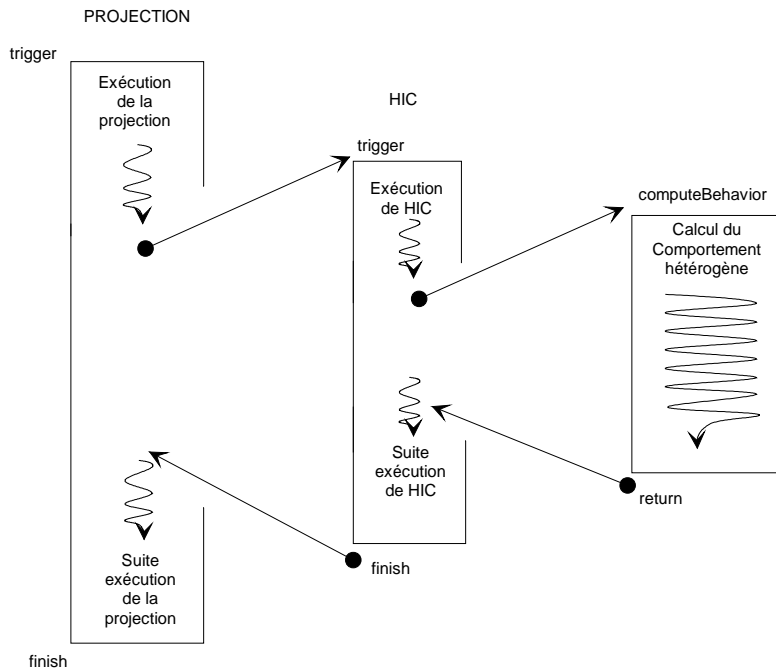 PROJECTION
trigger
Exécution
de la
projection
HIC
trigger
Exécution
de HIC
computeBehavior
Calcul du
Comportement
hétérogène
Suite
exécution
de HIC
return
finish
Suite
exécution
de la
projection
finish